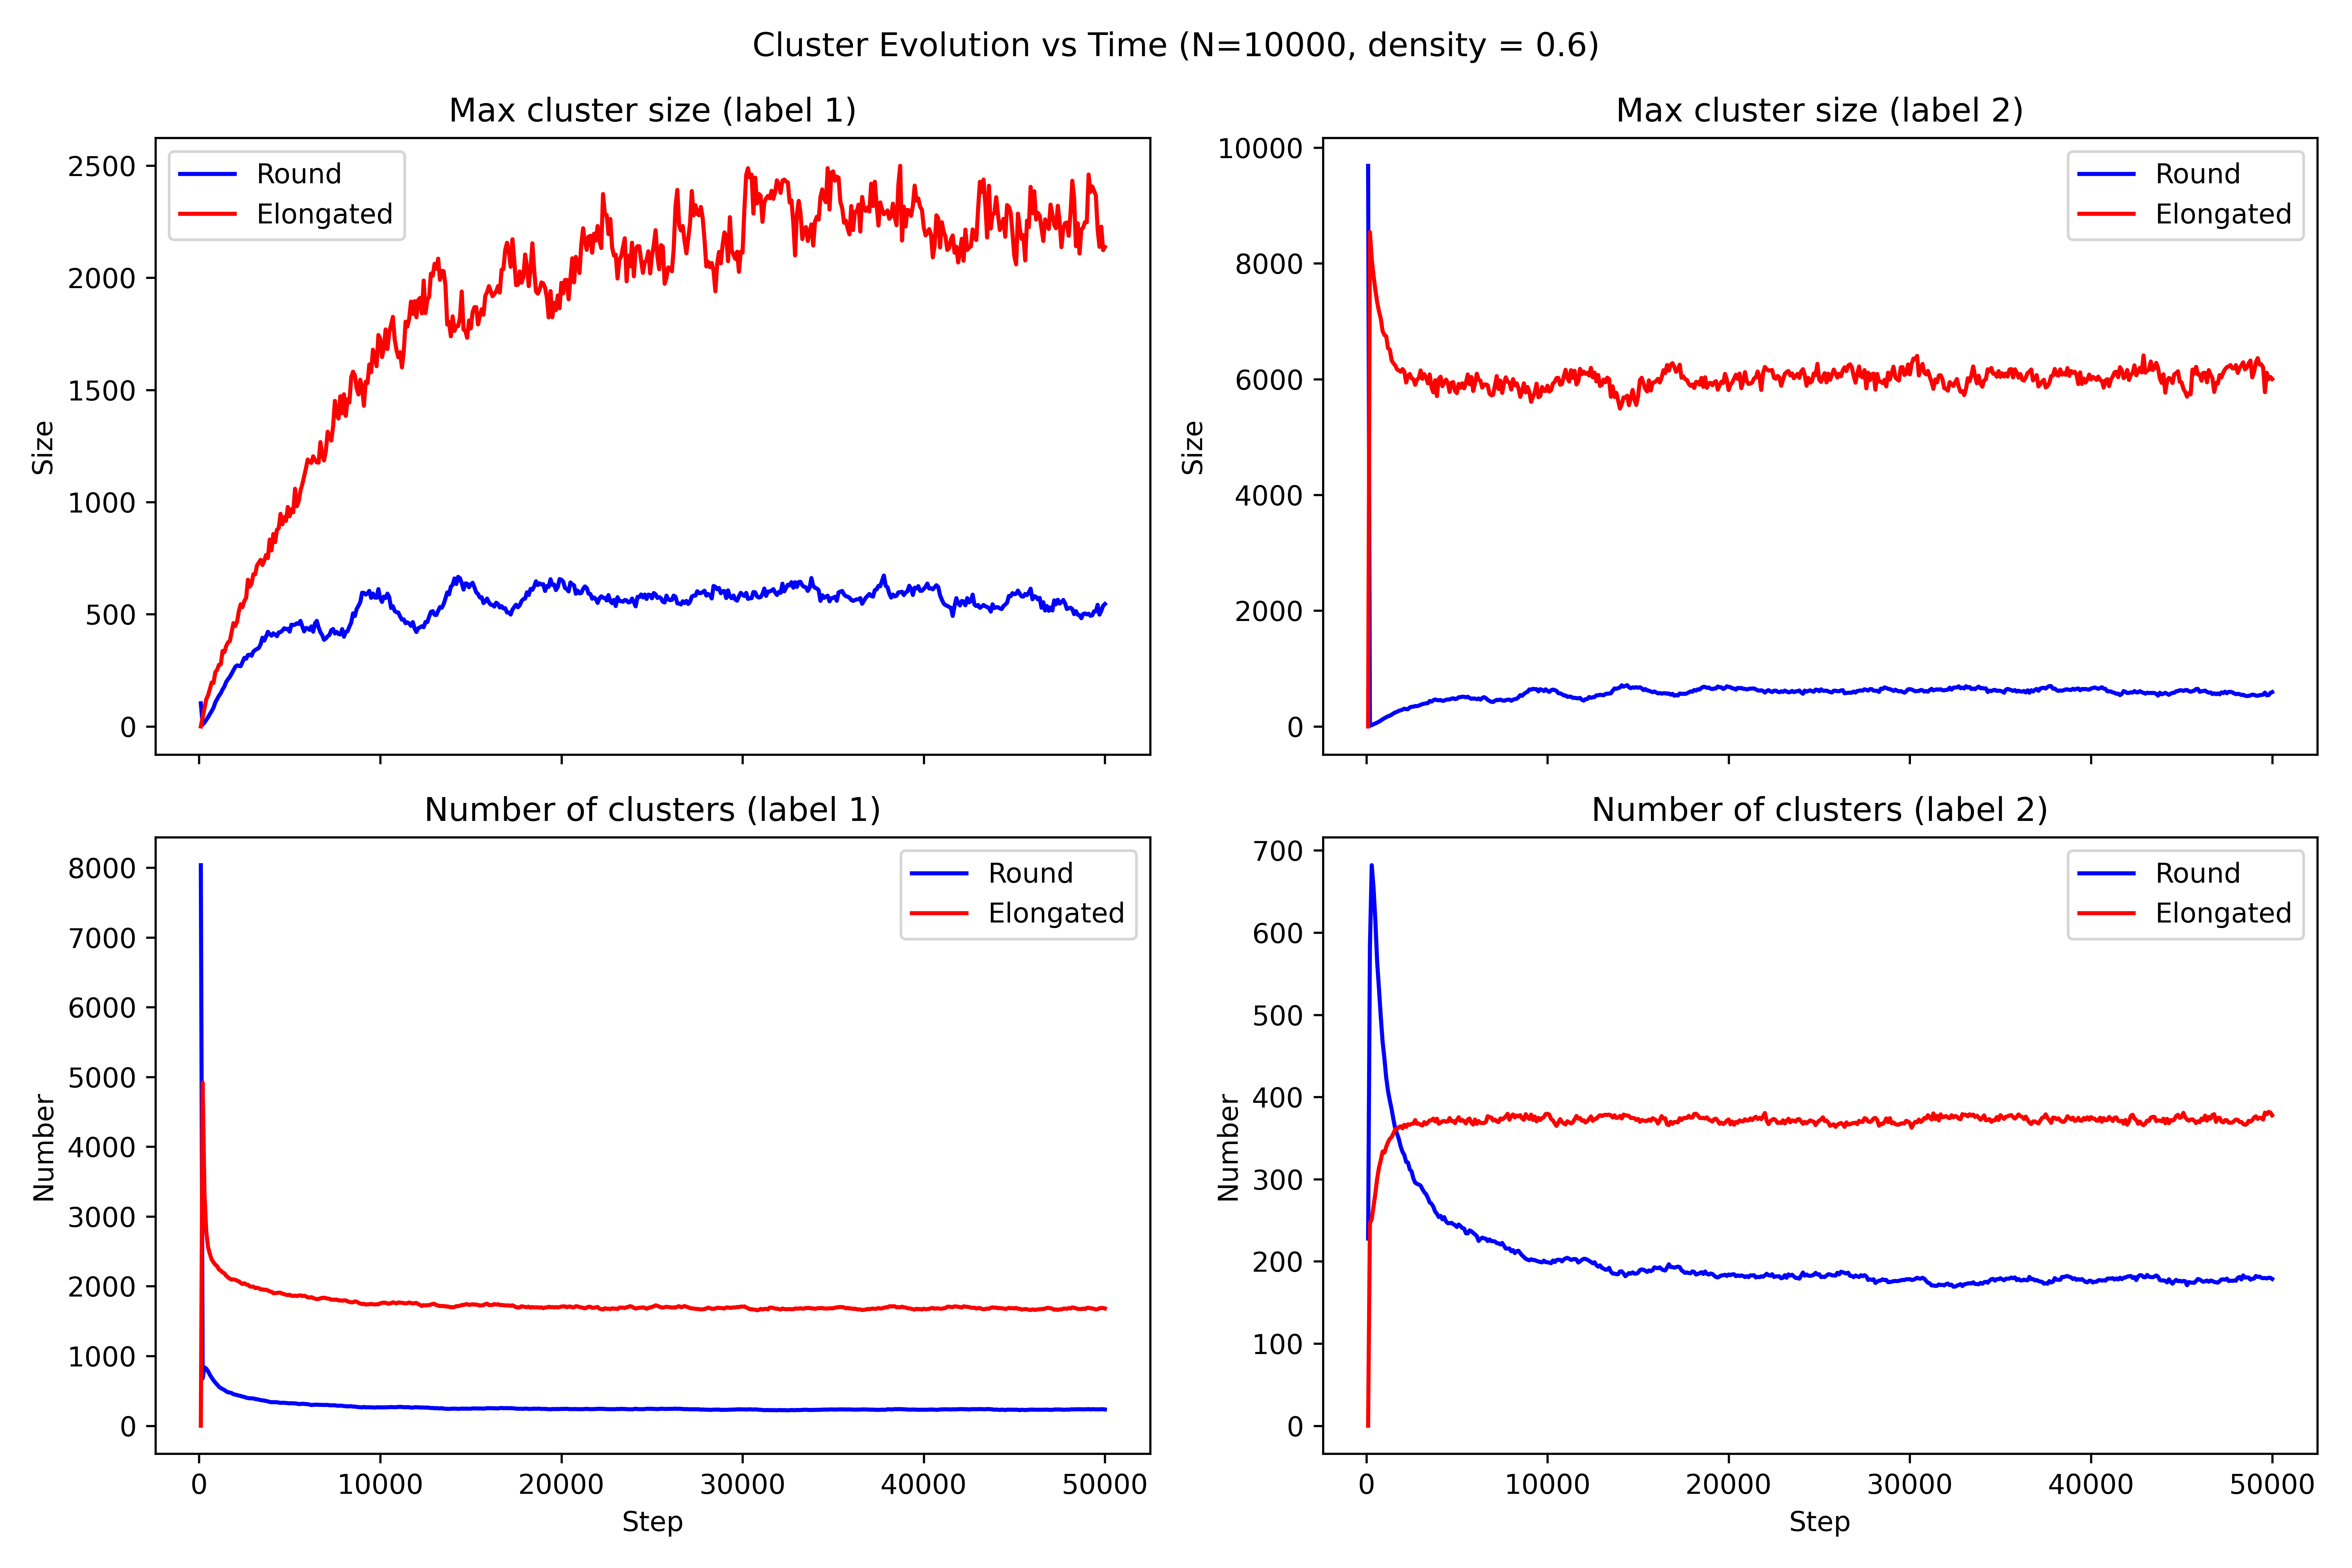 Cluster Evolution vs Time (N=10000, density = 0.6)
Max cluster size (label 1)
Size
2500
2000
1500
1000
500
0
Round
Elongated
Max cluster size (label 2)
Size
10000
8000
6000
4000
2000
0
Round
Elongated
Number of clusters (label 1)
Number
8000
7000
6000
5000
4000
3000
2000
1000
0
Round
Elongated
0 10000 20000 30000 40000 50000
Step
Number of clusters (label 2)
Number
700
600
500
400
300
200
100
0
Round
Elongated
0 10000 20000 30000 40000 50000
Step